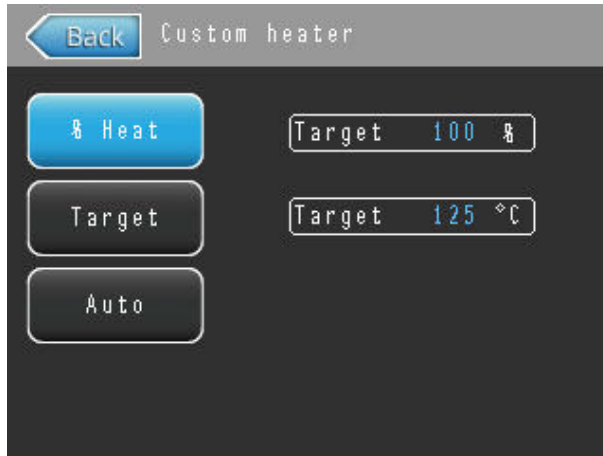 Back Custom heater
% Heat Target 100 %
Target Target 125 °C
Auto